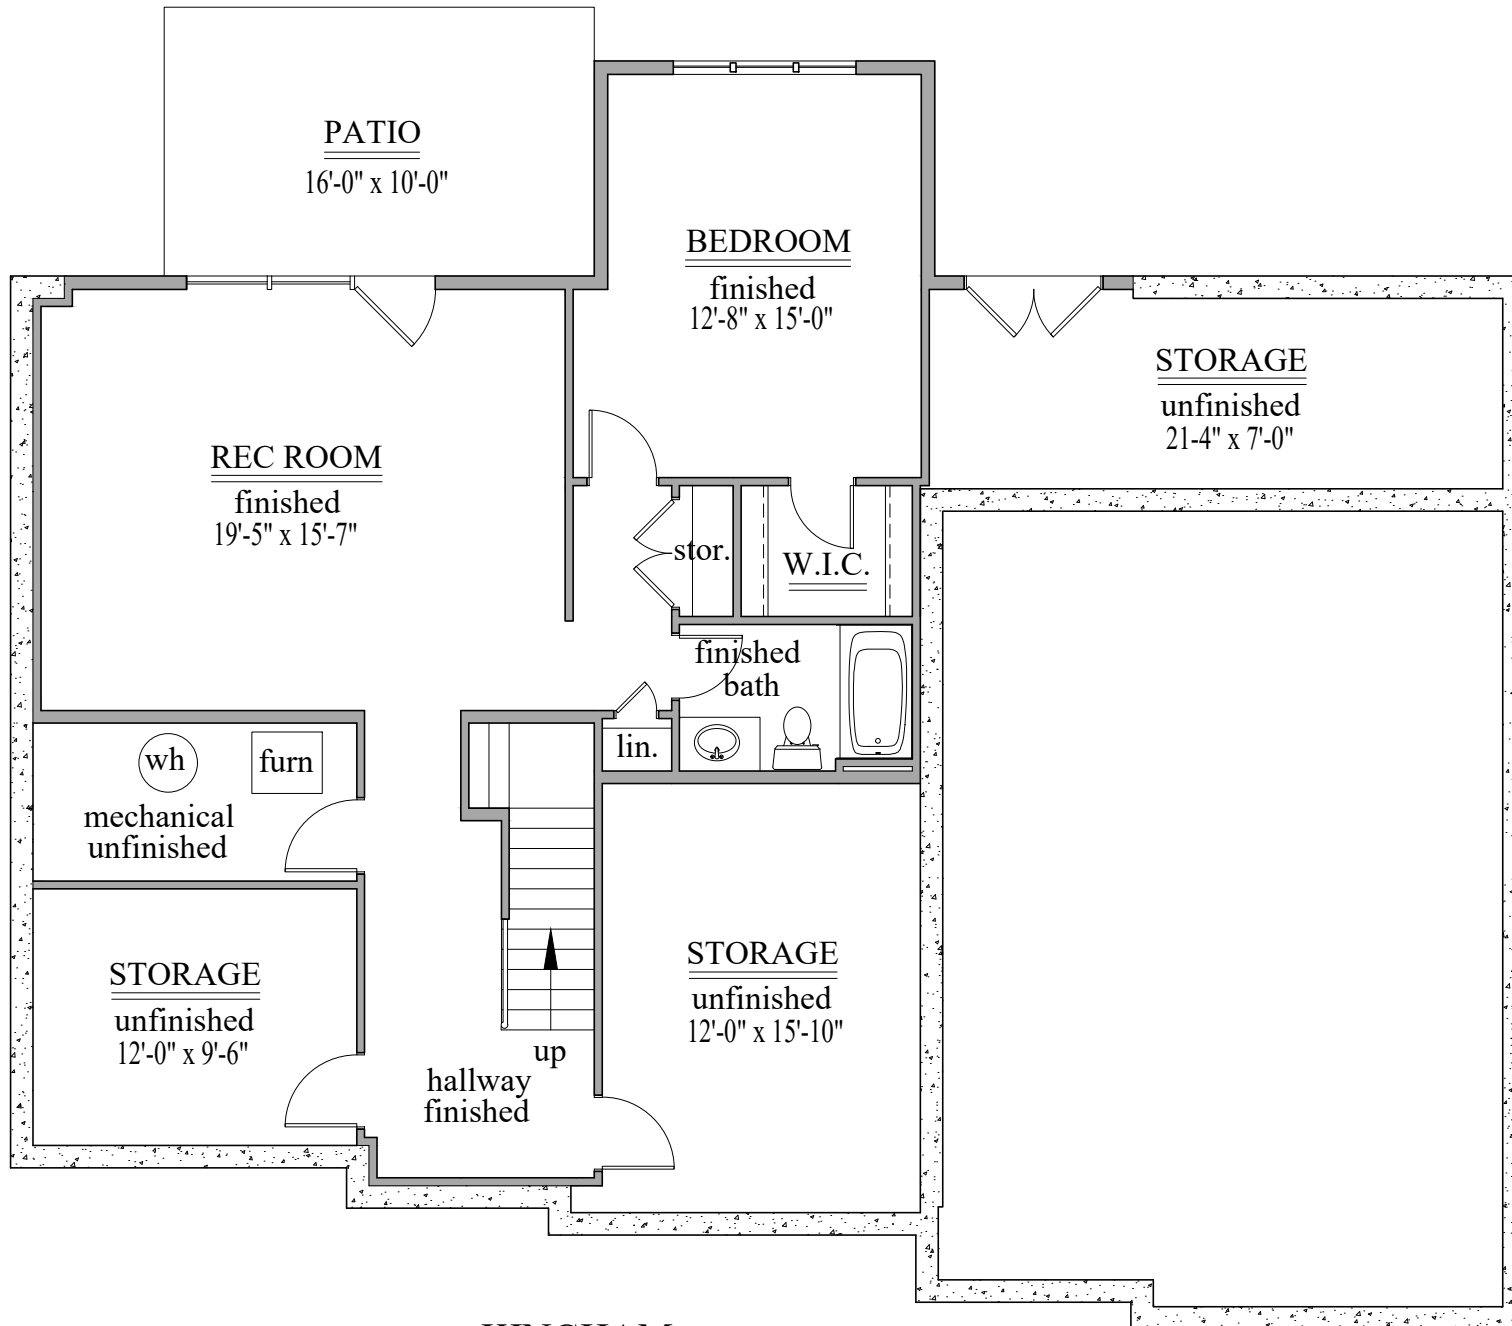 PATIO
16'-0" x 10'-0"
BEDROOM
finished
12'-8" x 15'-0"
STORAGE
unfinished
21-4" x 7'-0"
REC ROOM
finished
19'-5" x 15'-7"
stor.
W.I.C.
finished
bath
lin.
wh
furn
mechanical
unfinished
STORAGE
unfinished
12'-0" x 9'-6"
STORAGE
unfinished
12'-0" x 15'-10"
up
hallway
finished